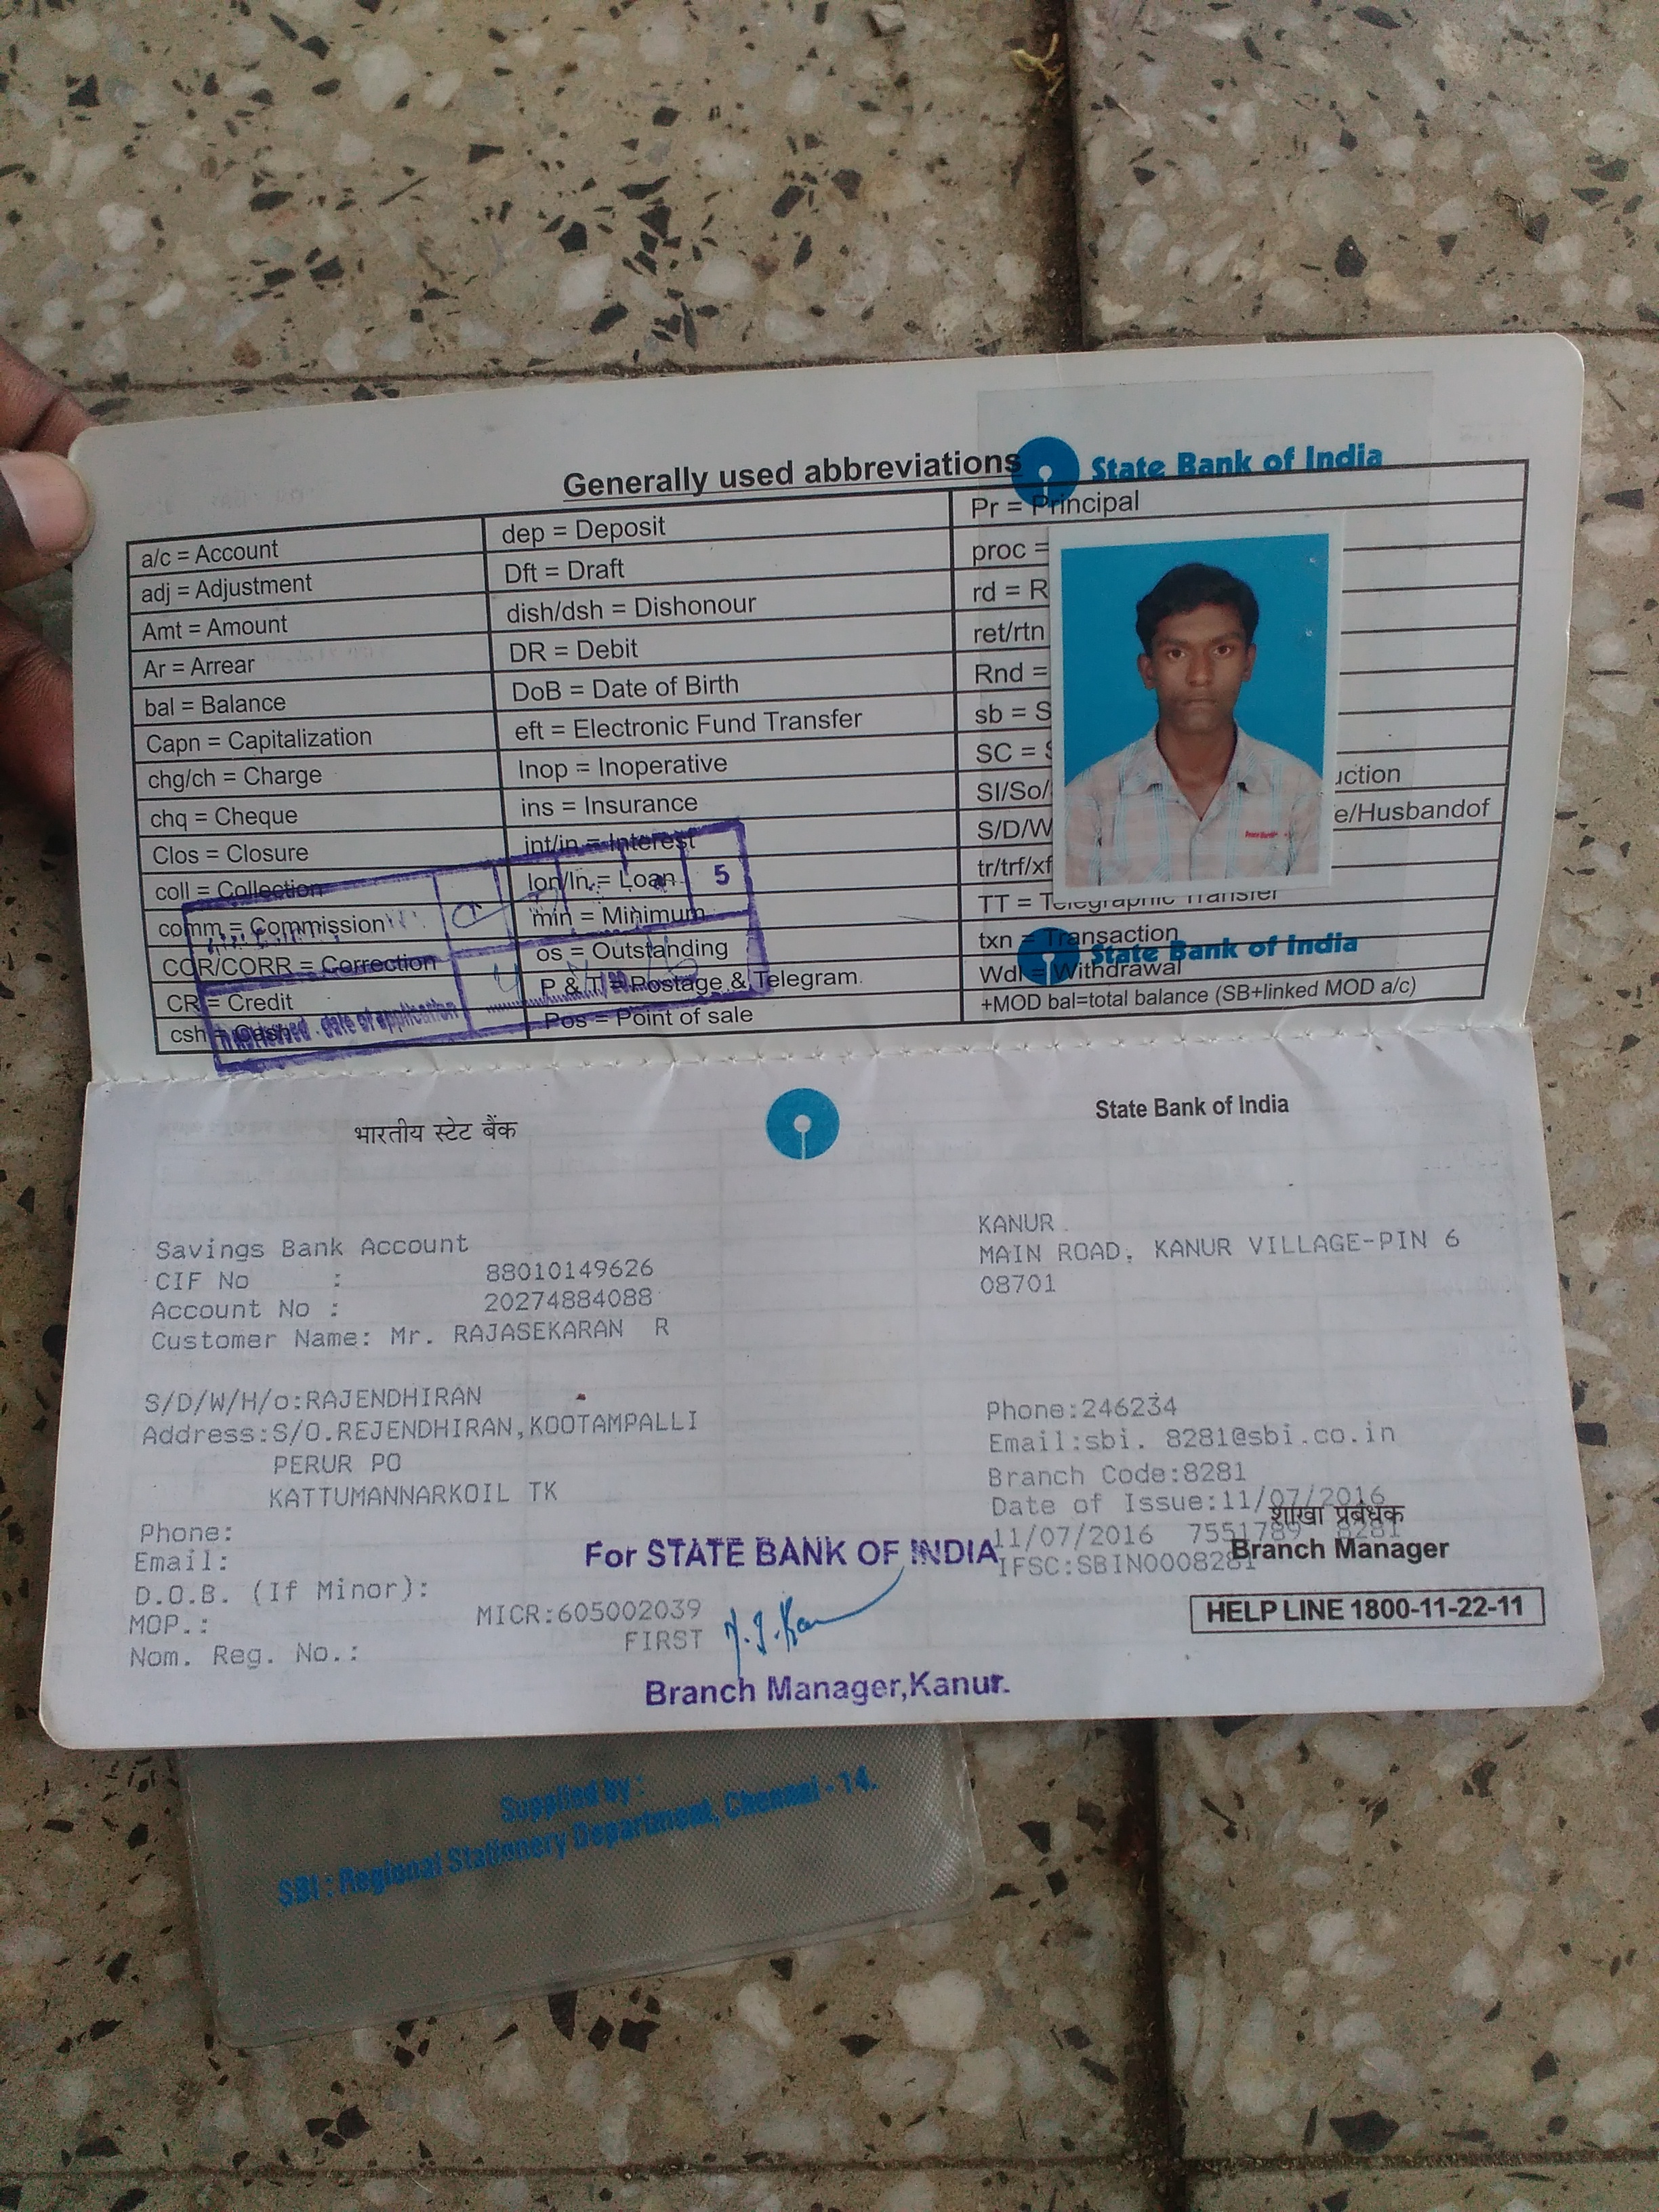 Generally used abbreviations
State Bank of India
a/c = Account
adj = Adjustment
Amt = Amount
Ar = Arrear
bal = Balance
Capn = Capitalization
chg/ch = Charge
chq = Cheque
Clos = Closure
coll = Collection
comm = Commission
COR/CORR = Correction
CR = Credit
csh = Cash
dep = Deposit
Dft = Draft
dish/dsh = Dishonour
DR = Debit
DoB = Date of Birth
eft = Electronic Fund Transfer
Inop = Inoperative
ins = Insurance
int/in = Interest
lon/ln = Loan
min = Minimum
os = Outstanding
P & T = Postage & Telegram
Pos = Point of sale
Pr = Principal
proc =
rd = R
ret/rtn
Rnd =
sb = S
SC =
SI/So/ uction
S/D/W e/Husbandof
tr/trf/xf
TT = Telegraphic Transfer
txn = Transaction
Wdl = Withdrawal
+MOD bal=total balance (SB+linked MOD a/c)
State Bank of India
5
date of application
भारतीय स्टेट बैंक
State Bank of India
Savings Bank Account
CIF No : 88010149626
Account No : 20274884088
Customer Name: Mr. RAJASEKARAN R
S/D/W/H/o:RAJENDHIRAN
Address:S/O.REJENDHIRAN,KOOTAMPALLI
PERUR PO
KATTUMANNARKOIL TK
Phone:
Email:
D.O.B. (If Minor):
MOP.:
Nom. Reg. No.:
MICR:605002039
FIRST
KANUR
MAIN ROAD, KANUR VILLAGE-PIN 6
08701
Phone:246234
Email:sbi. 8281@sbi.co.in
Branch Code:8281
Date of Issue:11/07/2016
11/07/2016 7551789 8281
IFSC:SBIN0008281
शाखा प्रबंधक
Branch Manager
HELP LINE 1800-11-22-11
For STATE BANK OF INDIA
Branch Manager,Kanur.
Supplied by :
SBI : Regional Stationery Department, Chennai - 14.